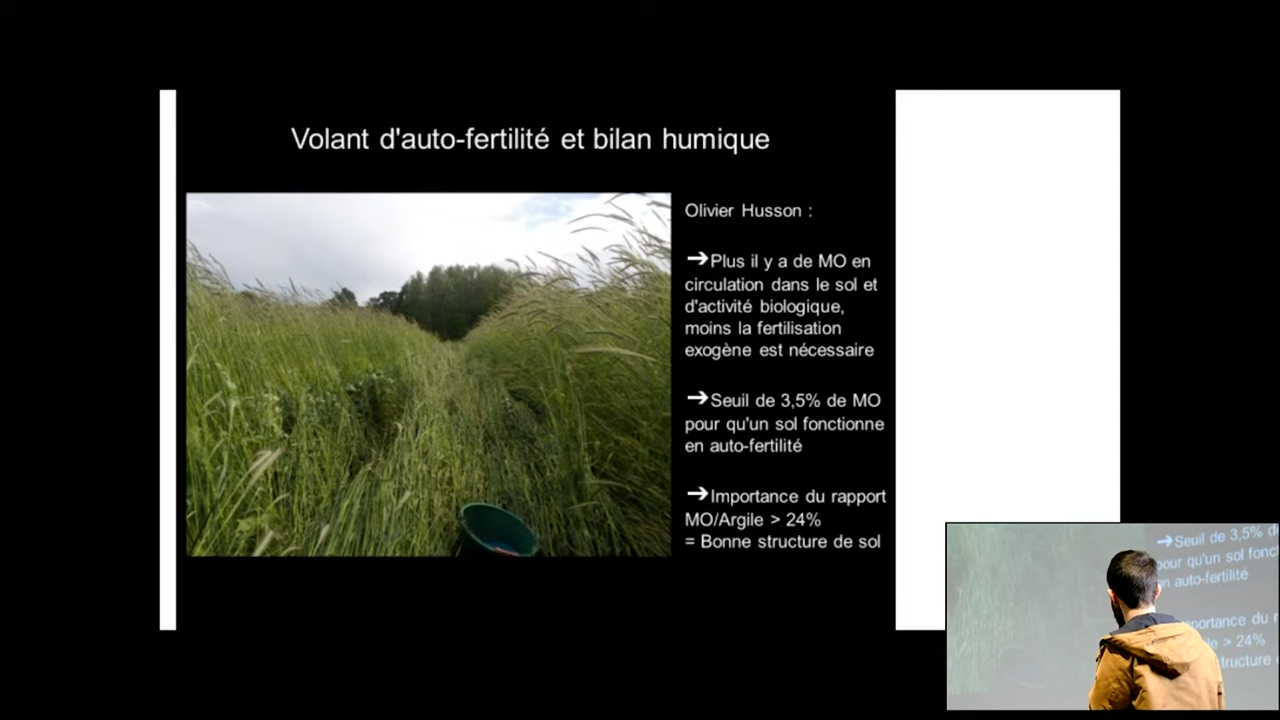 Volant d'auto-fertilité et bilan humique
Olivier Husson :
➔Plus il y a de MO en
circulation dans le sol et
d'activité biologique,
moins la fertilisation
exogène est nécessaire
➔Seuil de 3,5% de MO
pour qu'un sol fonctionne
en auto-fertilité
➔Importance du rapport
MO/Argile > 24%
= Bonne structure de sol
➔Seuil de 3,5% d
pour qu'un sol fonc
en auto-fertilité
portance du
> 24%
structure